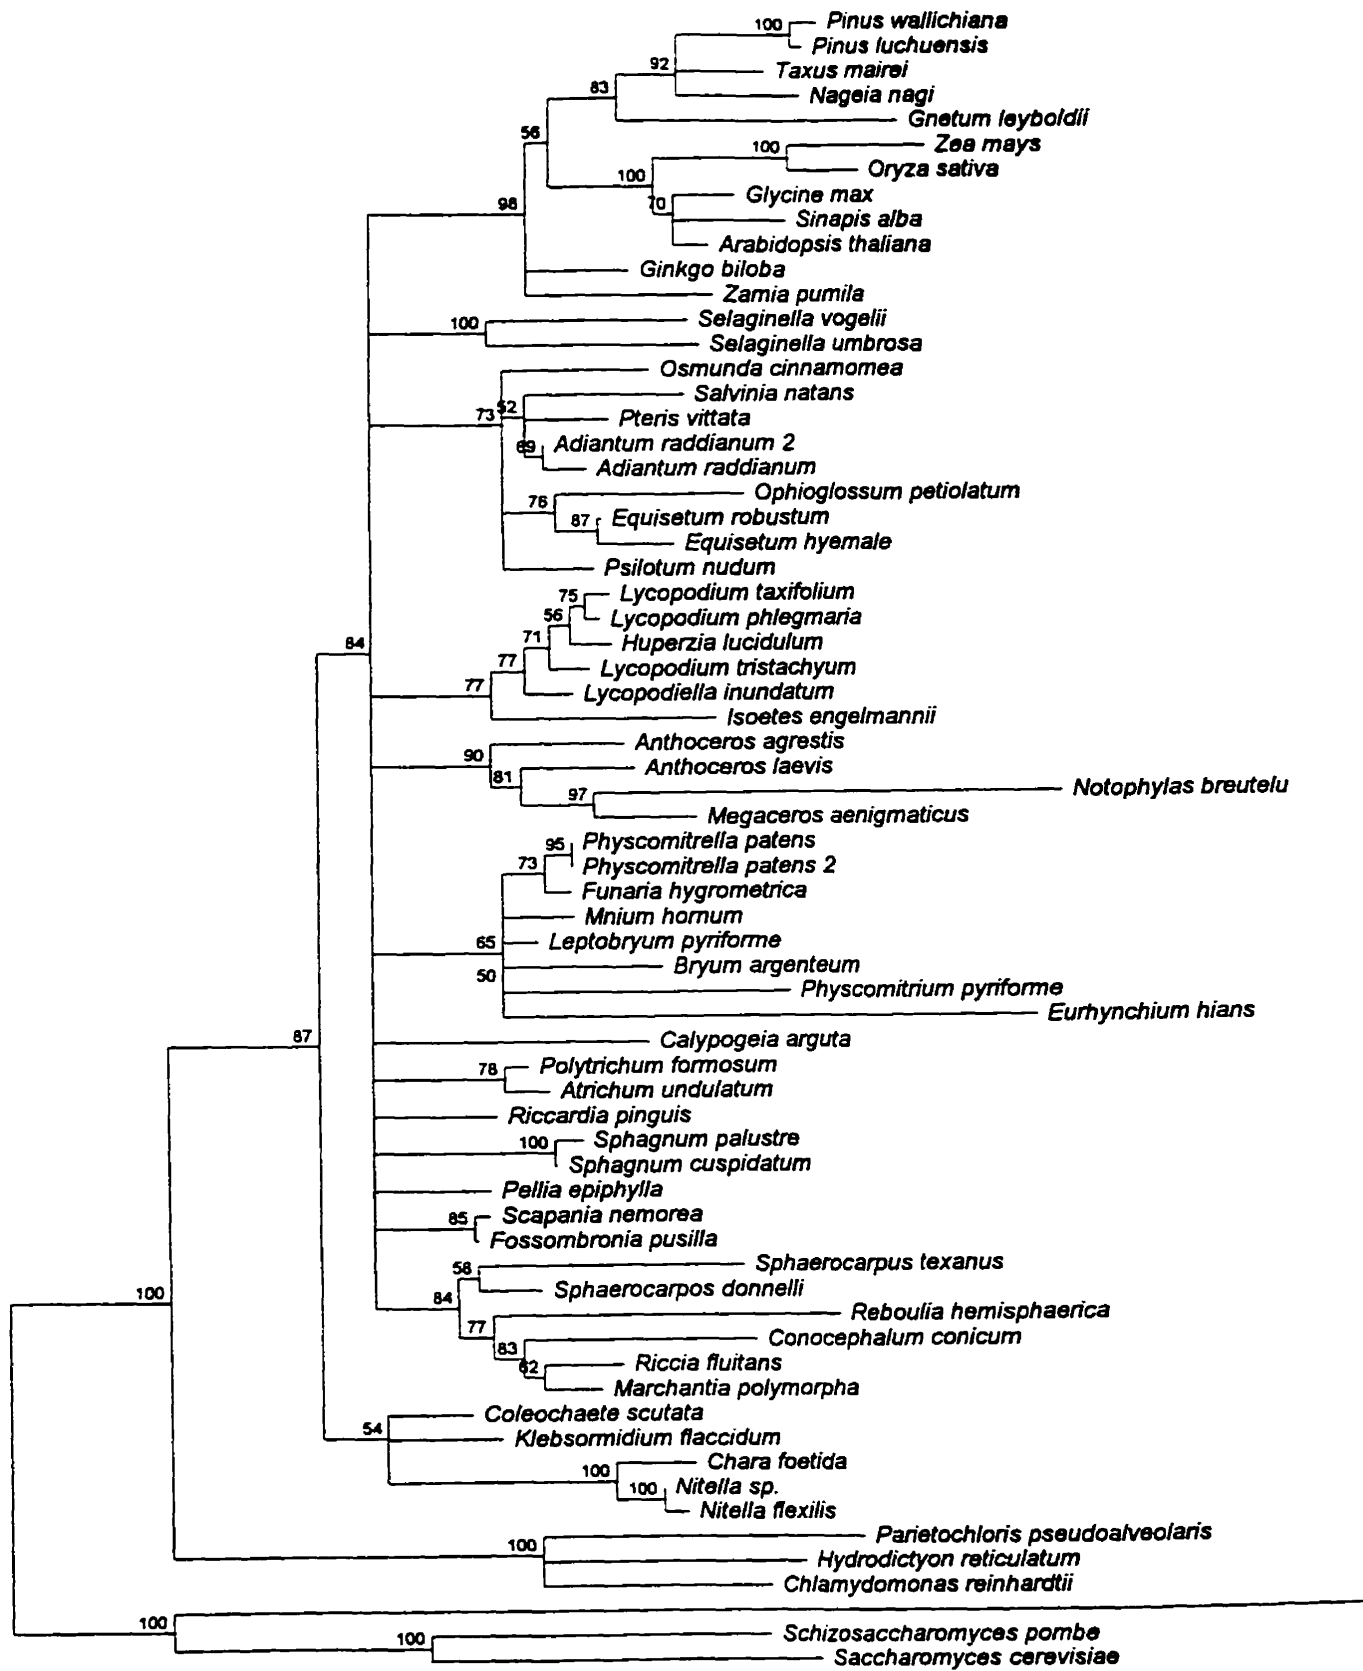 100 Pinus wallichiana
Pinus luchuensis
92 Taxus mairei
83 Nageia nagi
Gnetum leyboldii
56 Zea mays
100 Oryza sativa
100 Glycine max
70 Sinapis alba
98 Arabidopsis thaliana
Ginkgo biloba
Zamia pumila
100 Selaginella vogelii
Selaginella umbrosa
Osmunda cinnamomea
Salvinia natans
73 52 Pteris vittata
89 Adiantum raddianum 2
Adiantum raddianum
76 Ophioglossum petiolatum
87 Equisetum robustum
Equisetum hyemale
Psilotum nudum
75 Lycopodium taxifolium
56 Lycopodium phlegmaria
84 71 Huperzia lucidulum
77 Lycopodium tristachyum
77 Lycopodiella inundatum
Isoetes engelmannii
90 Anthoceros agrestis
81 Anthoceros laevis
97 Notophylas breutelu
Megaceros aenigmaticus
95 Physcomitrella patens
73 Physcomitrella patens 2
Funaria hygrometrica
Mnium hornum
65 Leptobryum pyriforme
50 Bryum argenteum
Physcomitrium pyriforme
Eurhynchium hians
87 Calypogeia arguta
78 Polytrichum formosum
Atrichum undulatum
Riccardia pinguis
100 Sphagnum palustre
Sphagnum cuspidatum
Pellia epiphylla
85 Scapania nemorea
Fossombronia pusilla
58 Sphaerocarpus texanus
100 84 Sphaerocarpos donnelli
77 Reboulia hemisphaerica
83 Conocephalum conicum
62 Riccia fluitans
Marchantia polymorpha
54 Coleochaete scutata
Klebsormidium flaccidum
100 Chara foetida
100 Nitella sp.
Nitella flexilis
100 Parietochloris pseudoalveolaris
Hydrodictyon reticulatum
Chlamydomonas reinhardtii
100
100 Schizosaccharomyces pombe
Saccharomyces cerevisiae